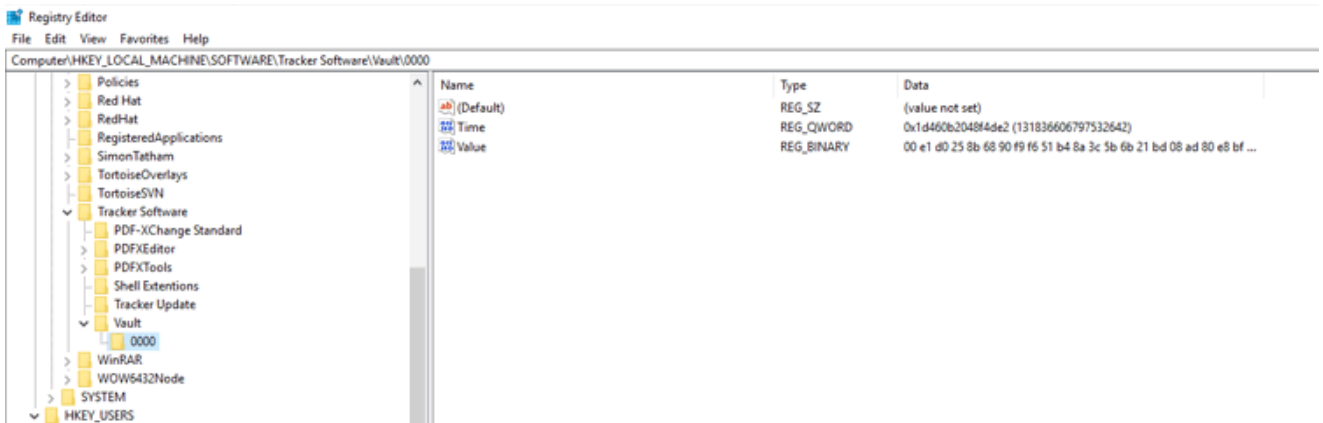 Registry Editor
File Edit View Favorites Help
Computer\HKEY_LOCAL_MACHINE\SOFTWARE\Tracker Software\Vault\0000
Policies
Red Hat
RedHat
RegisteredApplications
SimonTatham
TortoiseOverlays
TortoiseSVN
Tracker Software
PDF-XChange Standard
PDFXEditor
PDFXTools
Shell Extentions
Tracker Update
Vault
0000
WinRAR
WOW6432Node
SYSTEM
HKEY_USERS
Name Type Data
ab (Default) REG_SZ (value not set)
Time REG_QWORD 0x1d460b2048f4de2 (131836606797532642)
Value REG_BINARY 00 e1 d0 25 8b 68 90 f9 f6 51 b4 8a 3c 5b 6b 21 bd 08 ad 80 e8 bf ...